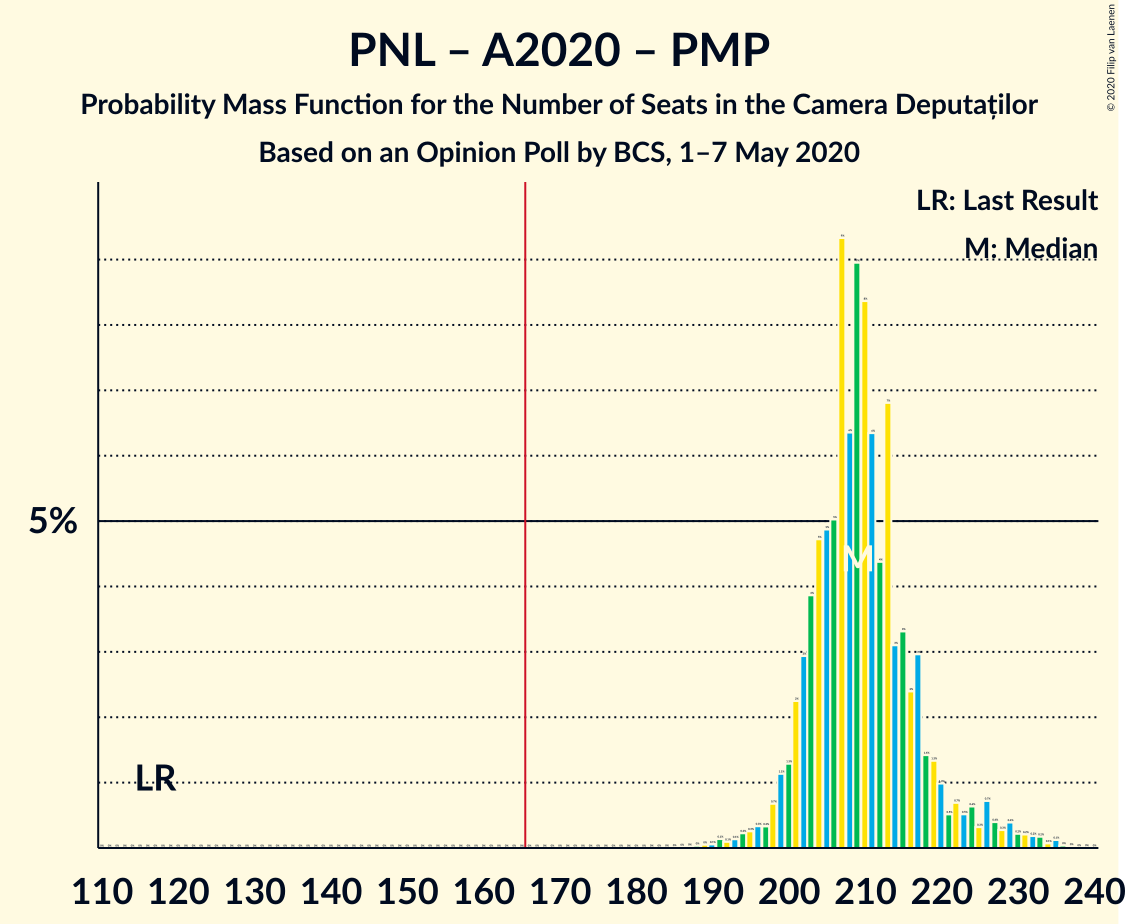 PNL – A2020 – PMP
Probability Mass Function for the Number of Seats in the Camera Deputaților
Based on an Opinion Poll by BCS, 1–7 May 2020
© 2020 Filip van Laenen
LR: Last Result
M: Median
5%
M
LR
110 120 130 140 150 160 170 180 190 200 210 220 230 240